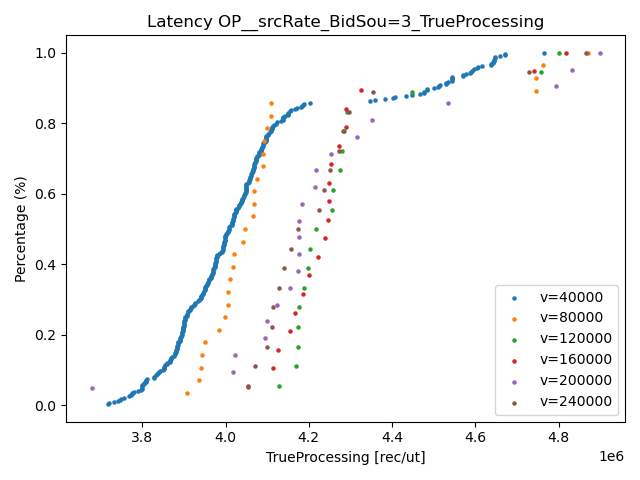 Latency OP__srcRate_BidSou=3_TrueProcessing
Percentage (%)
1.0
0.8
0.6
0.4
0.2
0.0
v=40000
v=80000
v=120000
v=160000
v=200000
v=240000
3.8 4.0 4.2 4.4 4.6 4.8
TrueProcessing [rec/ut]
1e6